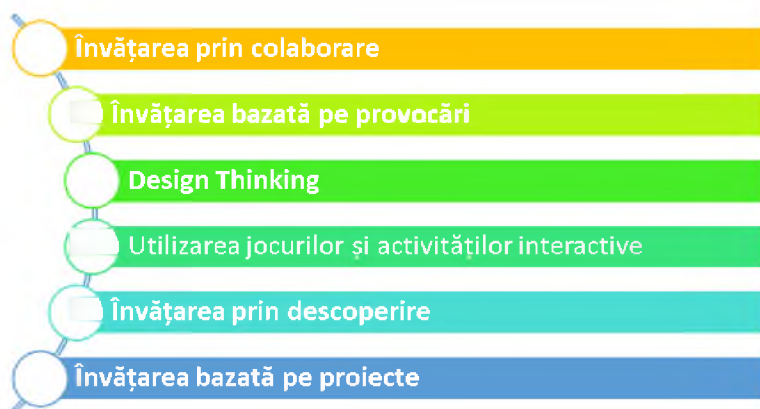 Învățarea prin colaborare
Învățarea bazată pe provocări
Design Thinking
Utilizarea jocurilor și activităților interactive
Învățarea prin descoperire
Învățarea bazată pe proiecte